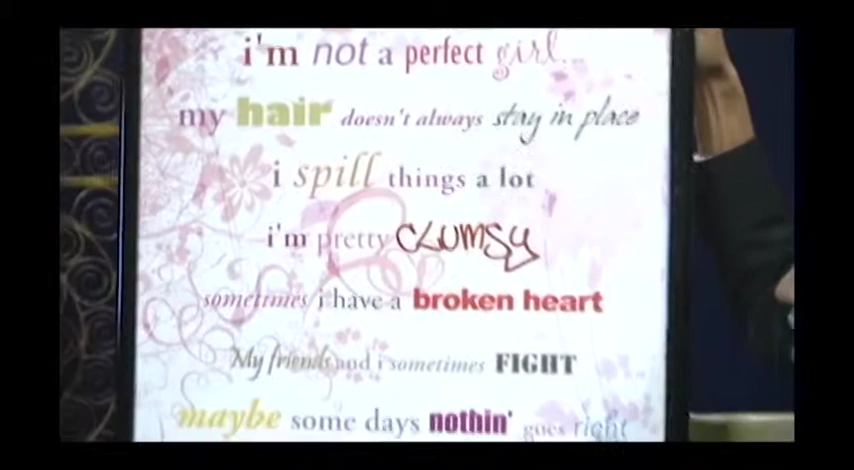 i'm not a perfect girl...
my hair doesn't always stay in place
i spill things a lot
i'm pretty CLUMSY
sometimes i have a broken heart
My friends and i sometimes FIGHT
maybe some days nothin' goes right